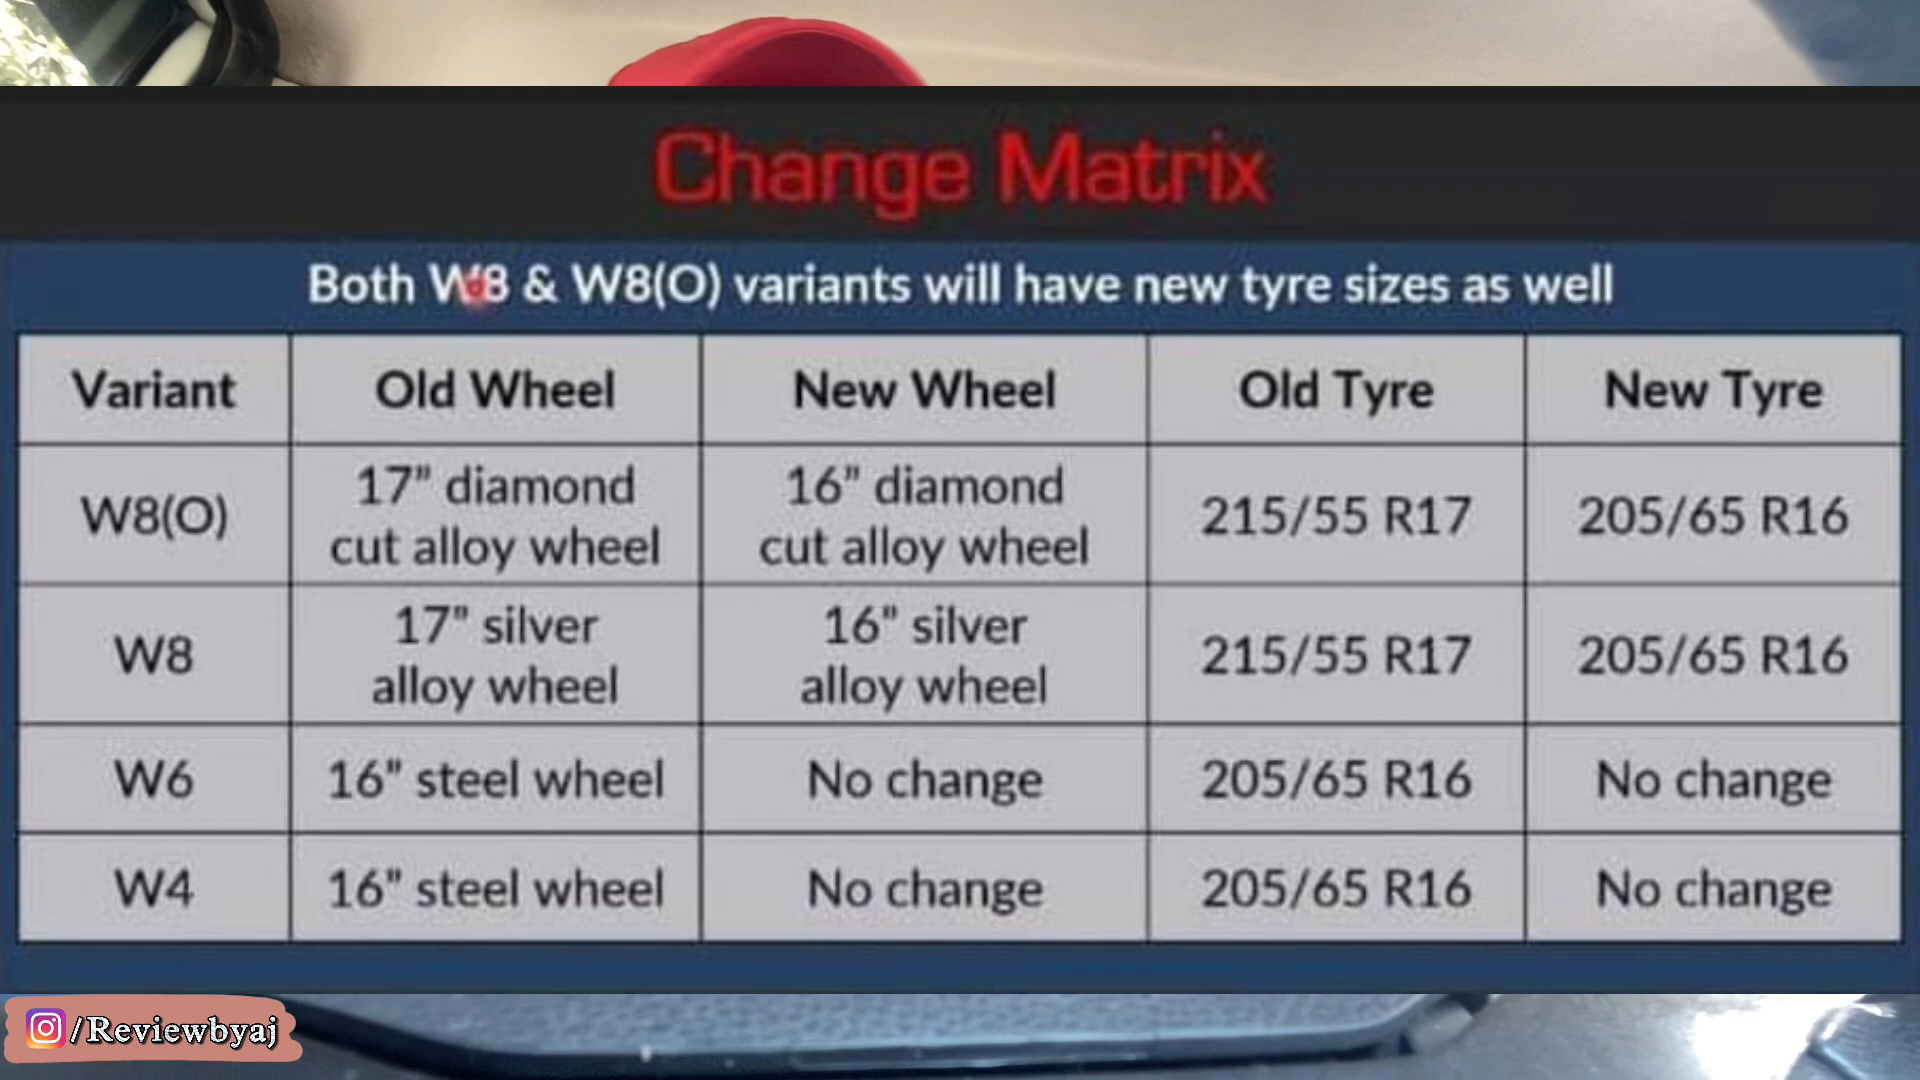 Change Matrix
Both W8 & W8(O) variants will have new tyre sizes as well
Variant Old Wheel New Wheel Old Tyre New Tyre
W8(O) 17" diamond cut alloy wheel 16" diamond cut alloy wheel 215/55 R17 205/65 R16
W8 17" silver alloy wheel 16" silver alloy wheel 215/55 R17 205/65 R16
W6 16" steel wheel No change 205/65 R16 No change
W4 16" steel wheel No change 205/65 R16 No change
/Reviewbyaj